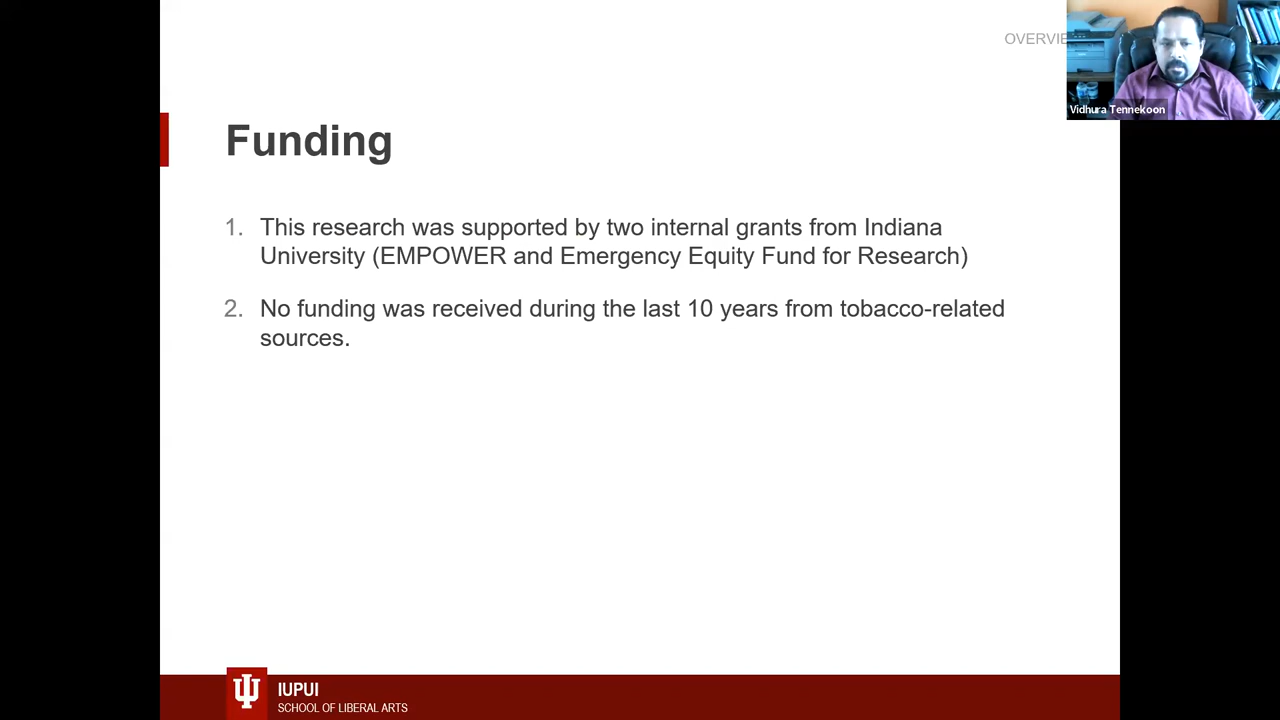 OVERVIE
Vidhura Tennekoon
Funding
1. This research was supported by two internal grants from Indiana
University (EMPOWER and Emergency Equity Fund for Research)
2. No funding was received during the last 10 years from tobacco-related
sources.
IUPUI
SCHOOL OF LIBERAL ARTS